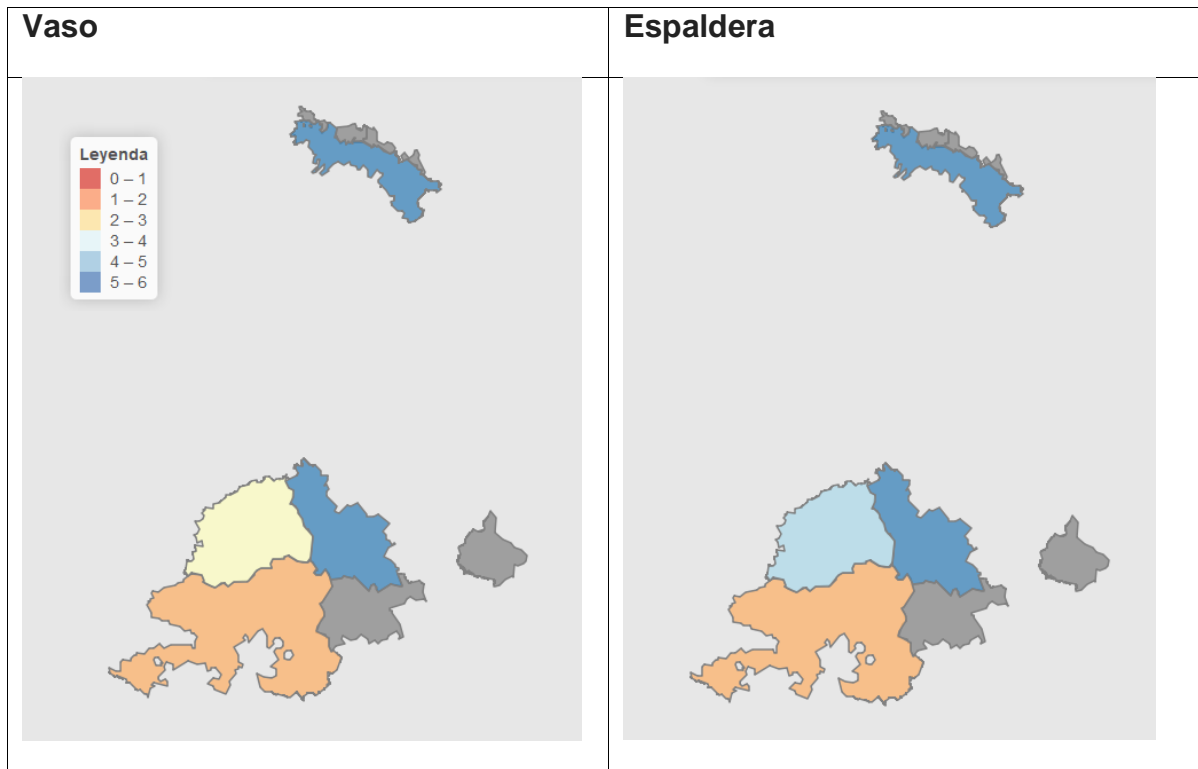 Vaso
Espaldera
Leyenda
0 – 1
1 – 2
2 – 3
3 – 4
4 – 5
5 – 6